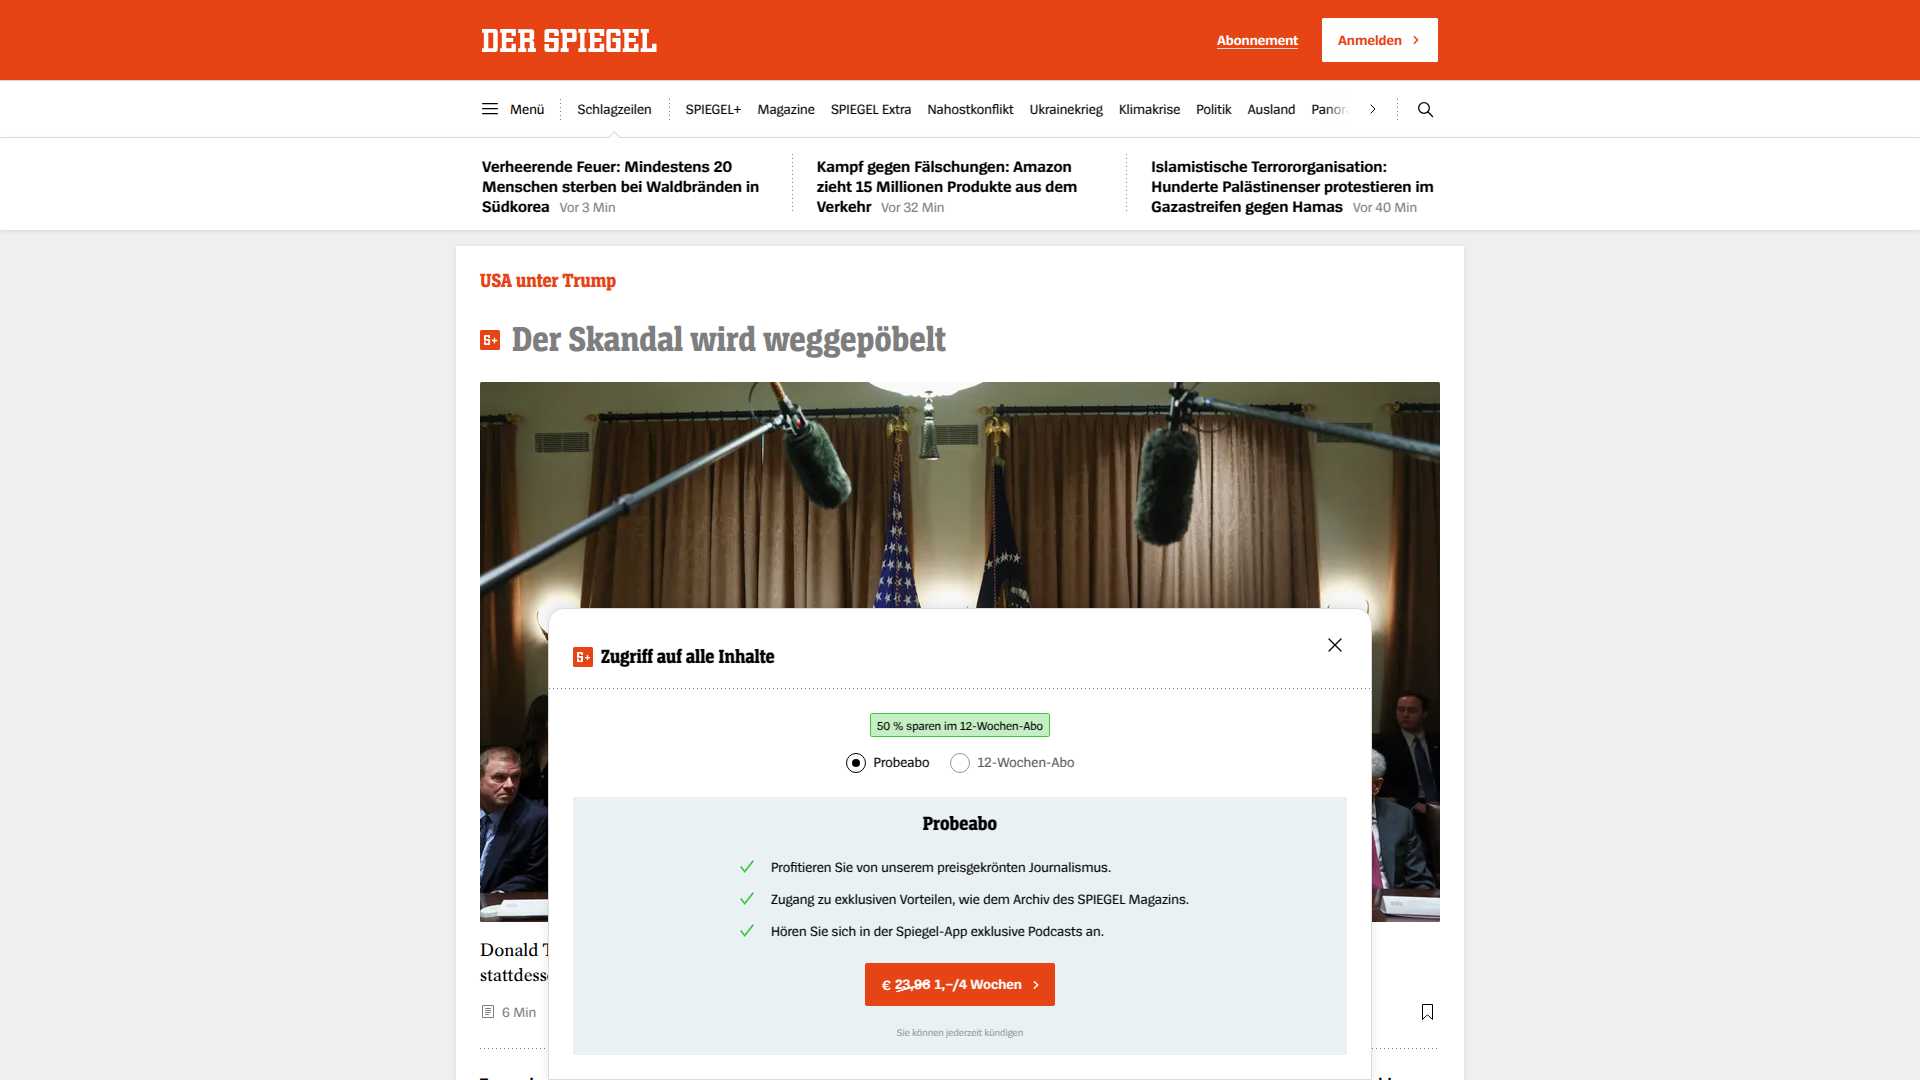 DER SPIEGEL
Abonnement
Anmelden
Menü
Schlagzeilen
SPIEGEL+
Magazine
SPIEGEL Extra
Nahostkonflikt
Ukrainekrieg
Klimakrise
Politik
Ausland
Verheerende Feuer: Mindestens 20
Menschen sterben bei Waldbränden in
Südkorea Vor 3 Min
Kampf gegen Fälschungen: Amazon
zieht 15 Millionen Produkte aus dem
Verkehr Vor 32 Min
Islamistische Terrororganisation:
Hunderte Palästinenser protestieren im
Gazastreifen gegen Hamas Vor 40 Min
USA unter Trump
S+ Der Skandal wird weggepöbelt
S+ Zugriff auf alle Inhalte
50 % sparen im 12-Wochen-Abo
Probeabo
12-Wochen-Abo
Probeabo
Profitieren Sie von unserem preisgekrönten Journalismus.
Zugang zu exklusiven Vorteilen, wie dem Archiv des SPIEGEL Magazins.
Hören Sie sich in der Spiegel-App exklusive Podcasts an.
€ 23,96 1,–/4 Wochen
Sie können jederzeit kündigen
Donald
6 Min